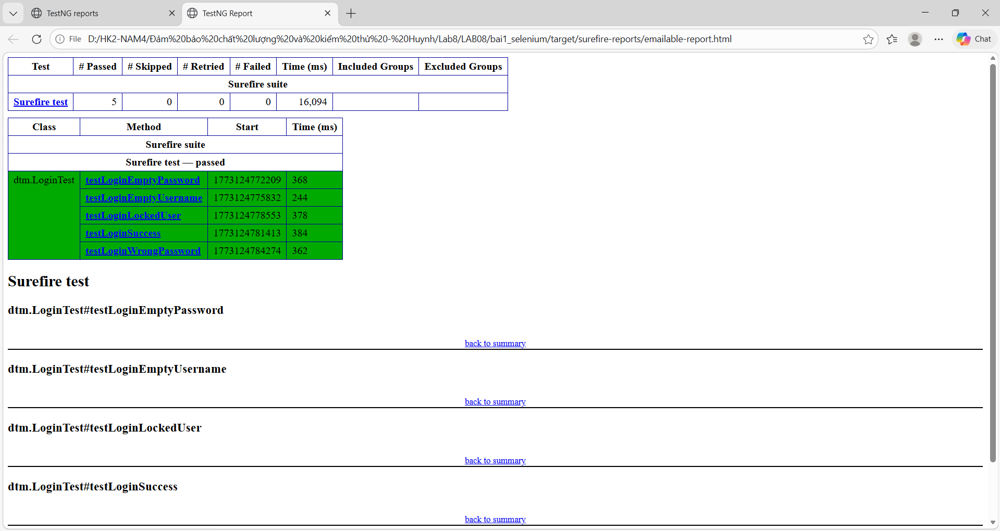 TestNG reports
TestNG Report
File D:/HK2-NAM4/Đảm%20bảo%20chất%20lượng%20và%20kiểm%20thử%20-%20Huynh/Lab8/LAB08/bai1_selenium/target/surefire-reports/emailable-report.html
Chat
Test # Passed # Skipped # Retried # Failed Time (ms) Included Groups Excluded Groups
Surefire suite
Surefire test 5 0 0 0 16,094
Class Method Start Time (ms)
Surefire suite
Surefire test — passed
dtm.LoginTest testLoginEmptyPassword 1773124772209 368
testLoginEmptyUsername 1773124775832 244
testLoginLockedUser 1773124778553 378
testLoginSuccess 1773124781413 384
testLoginWrongPassword 1773124784274 362
Surefire test
dtm.LoginTest#testLoginEmptyPassword
back to summary
dtm.LoginTest#testLoginEmptyUsername
back to summary
dtm.LoginTest#testLoginLockedUser
back to summary
dtm.LoginTest#testLoginSuccess
back to summary